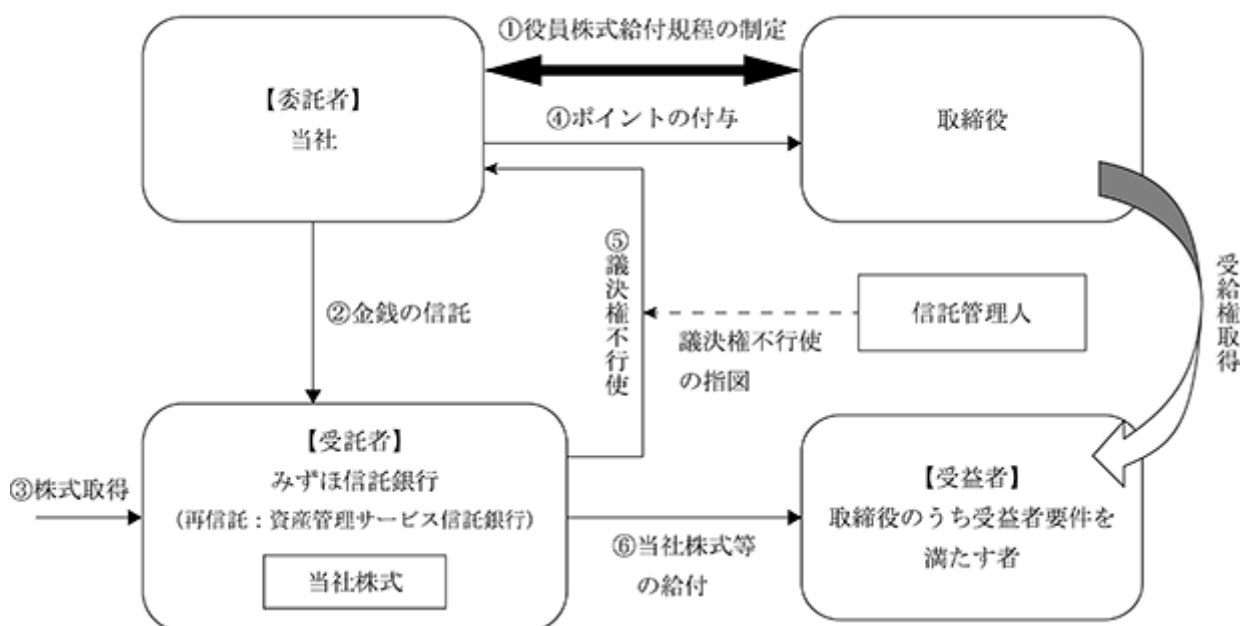 ①役員株式給付規程の制定
【委託者】
当社
④ポイントの付与
取締役
⑤議決権不行使
②金銭の信託
議決権不行使
の指図
信託管理人
受給権取得
③株式取得
【受託者】
みずほ信託銀行
(再信託：資産管理サービス信託銀行)
当社株式
⑥当社株式等
の給付
【受益者】
取締役のうち受益者要件を
満たす者